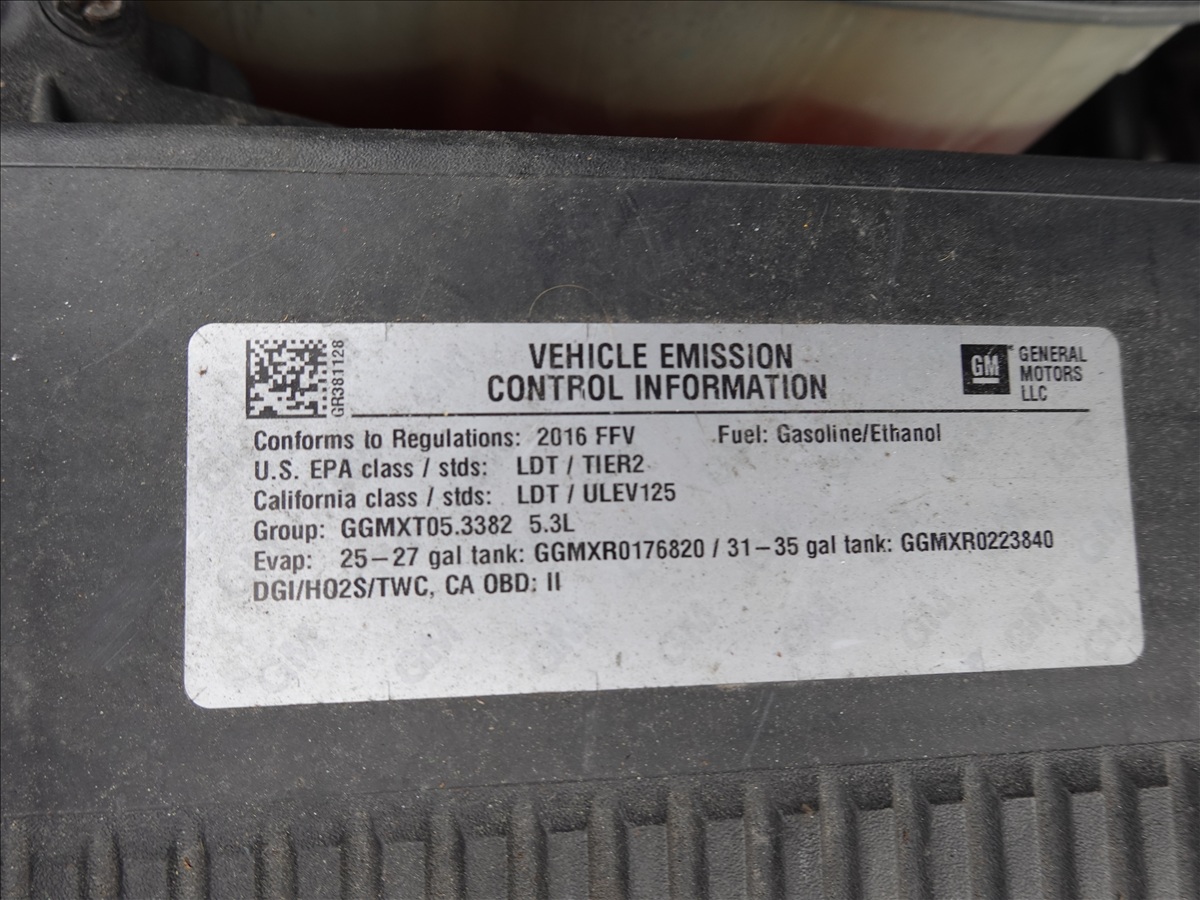 GR381128
VEHICLE EMISSION
CONTROL INFORMATION
GM
GENERAL
MOTORS
LLC
Conforms to Regulations: 2016 FFV Fuel: Gasoline/Ethanol
U.S. EPA class / stds: LDT / TIER2
California class / stds: LDT / ULEV125
Group: GGMXT05.3382 5.3L
Evap: 25–27 gal tank: GGMXR0176820 / 31–35 gal tank: GGMXR0223840
DGI/HO2S/TWC, CA OBD: II